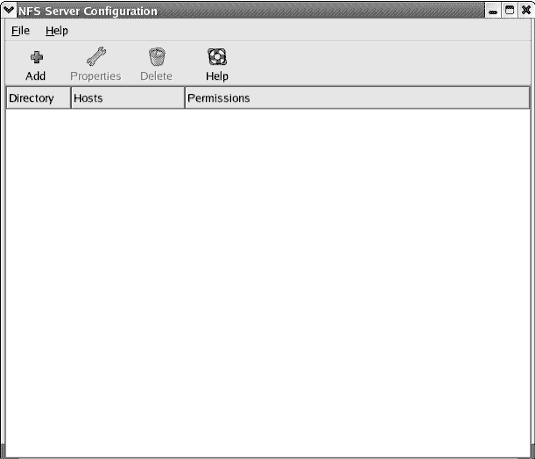 NFS Server Configuration
File Help
Add Properties Delete Help
Directory Hosts Permissions